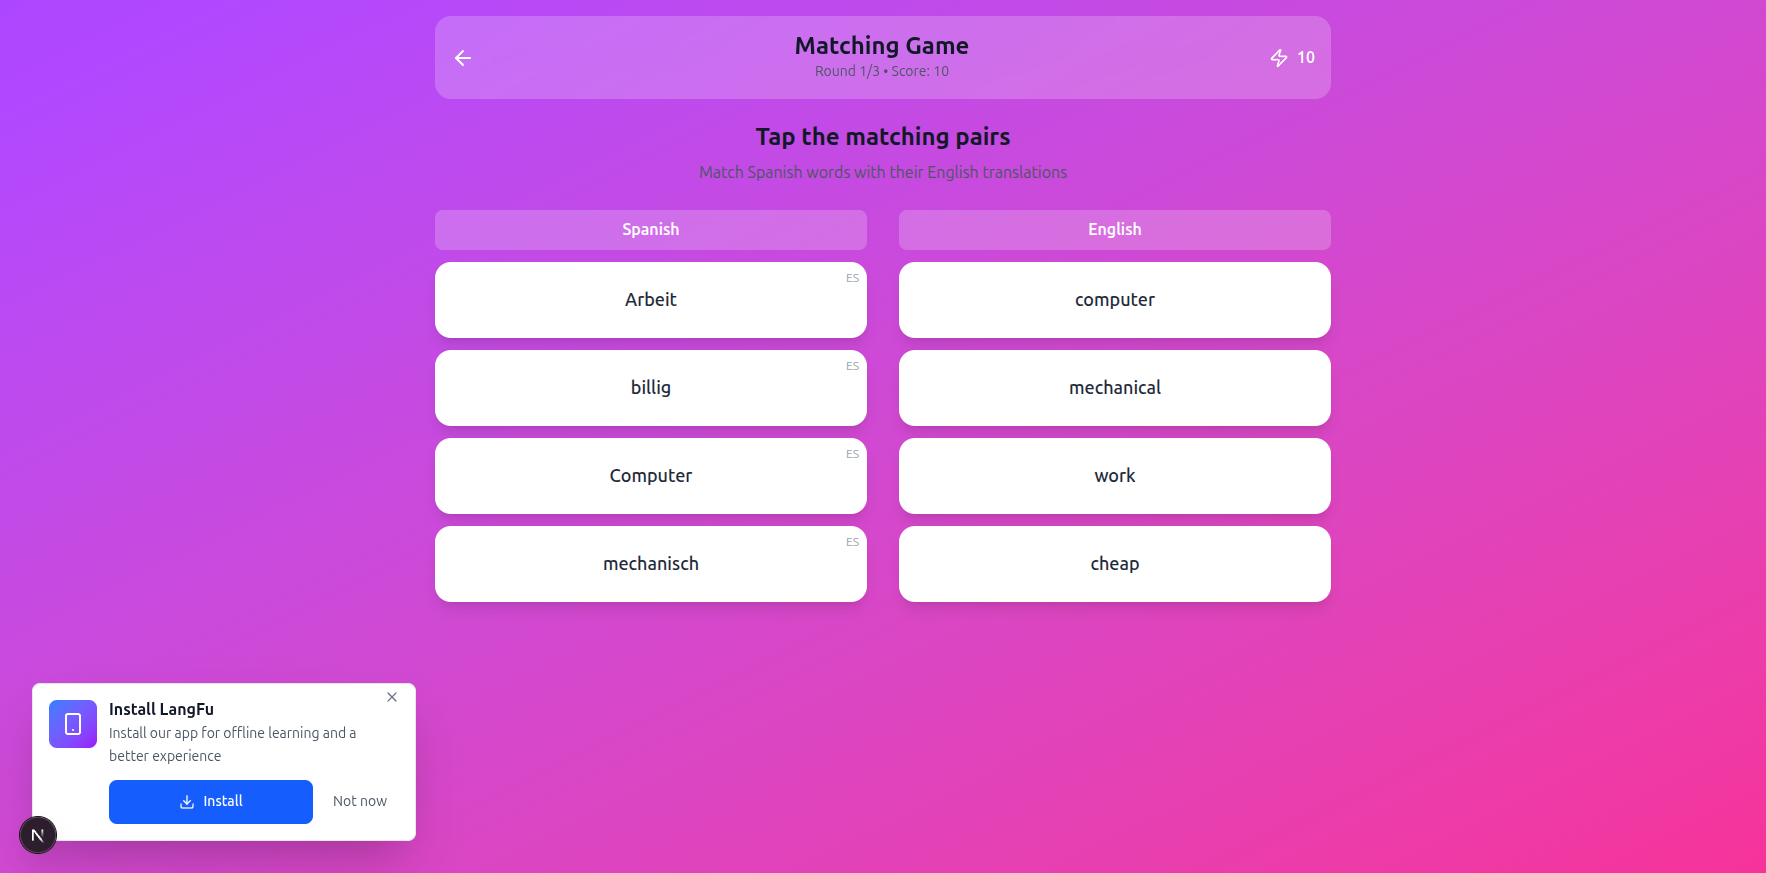 Matching Game
Round 1/3 • Score: 10
10
Tap the matching pairs
Match Spanish words with their English translations
Spanish
English
Arbeit
ES
computer
billig
ES
mechanical
Computer
ES
work
mechanisch
ES
cheap
Install LangFu
Install our app for offline learning and a
better experience
Install
Not now
N